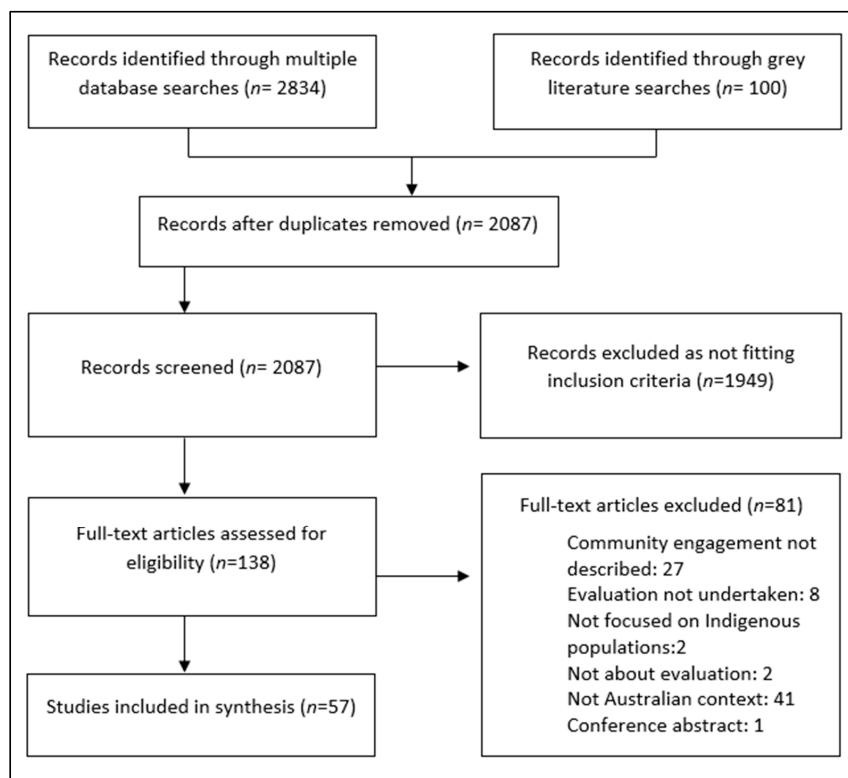 Records identified through multiple
database searches (n= 2834)
Records identified through grey
literature searches (n= 100)
Records after duplicates removed (n= 2087)
Records screened (n= 2087)
Records excluded as not fitting
inclusion criteria (n=1949)
Full-text articles assessed for
eligibility (n=138)
Full-text articles excluded (n=81)
Community engagement not
described: 27
Evaluation not undertaken: 8
Not focused on Indigenous
populations:2
Not about evaluation: 2
Not Australian context: 41
Conference abstract: 1
Studies included in synthesis (n=57)